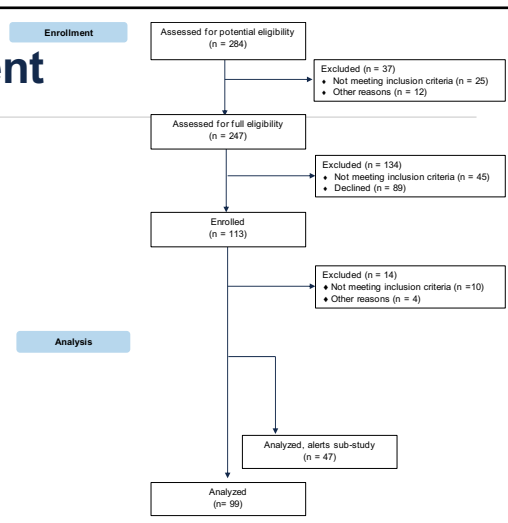 Enrollment
Assessed for potential eligibility
(n = 284)
ent
Excluded (n = 37)
♦ Not meeting inclusion criteria (n = 25)
♦ Other reasons (n = 12)
Assessed for full eligibility
(n = 247)
Excluded (n = 134)
♦ Not meeting inclusion criteria (n = 45)
♦ Declined (n = 89)
Enrolled
(n = 113)
Excluded (n = 14)
♦ Not meeting inclusion criteria (n =10)
♦ Other reasons (n = 4)
Analysis
Analyzed, alerts sub-study
(n = 47)
Analyzed
(n= 99)